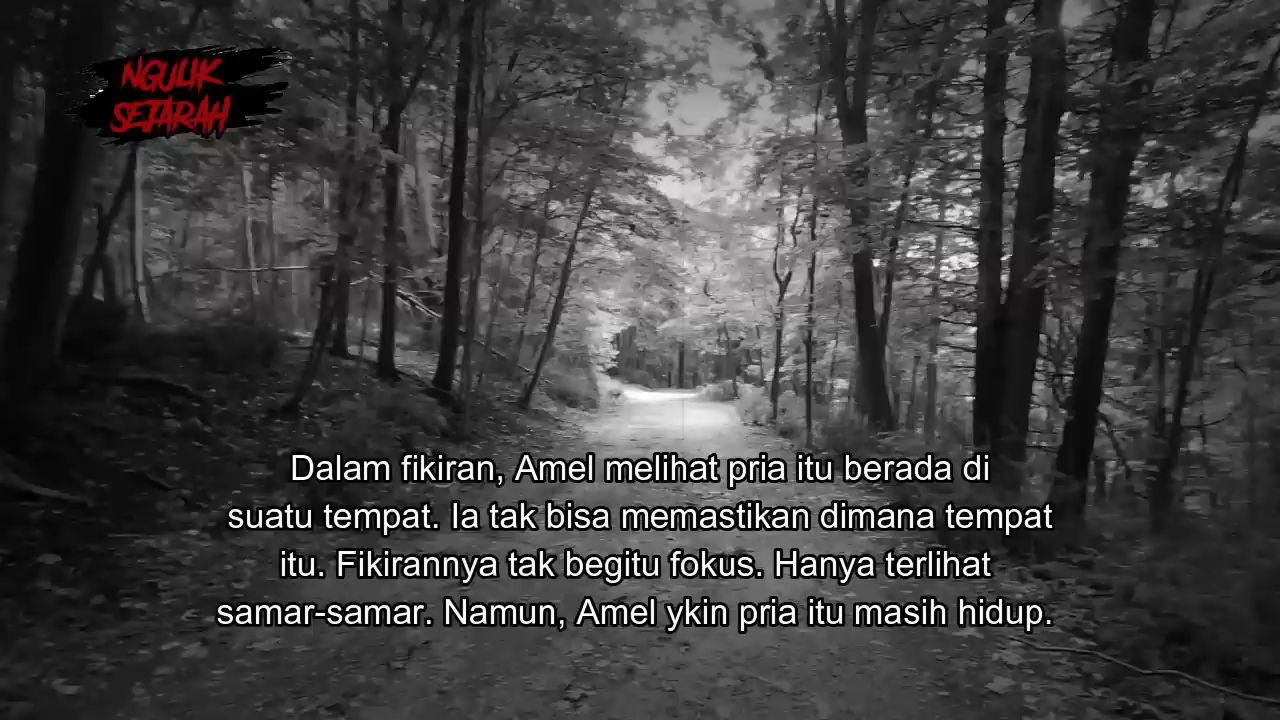 NGULIK
SEJARAH
Dalam fikiran, Amel melihat pria itu berada di
suatu tempat. Ia tak bisa memastikan dimana tempat
itu. Fikirannya tak begitu fokus. Hanya terlihat
samar-samar. Namun, Amel ykin pria itu masih hidup.